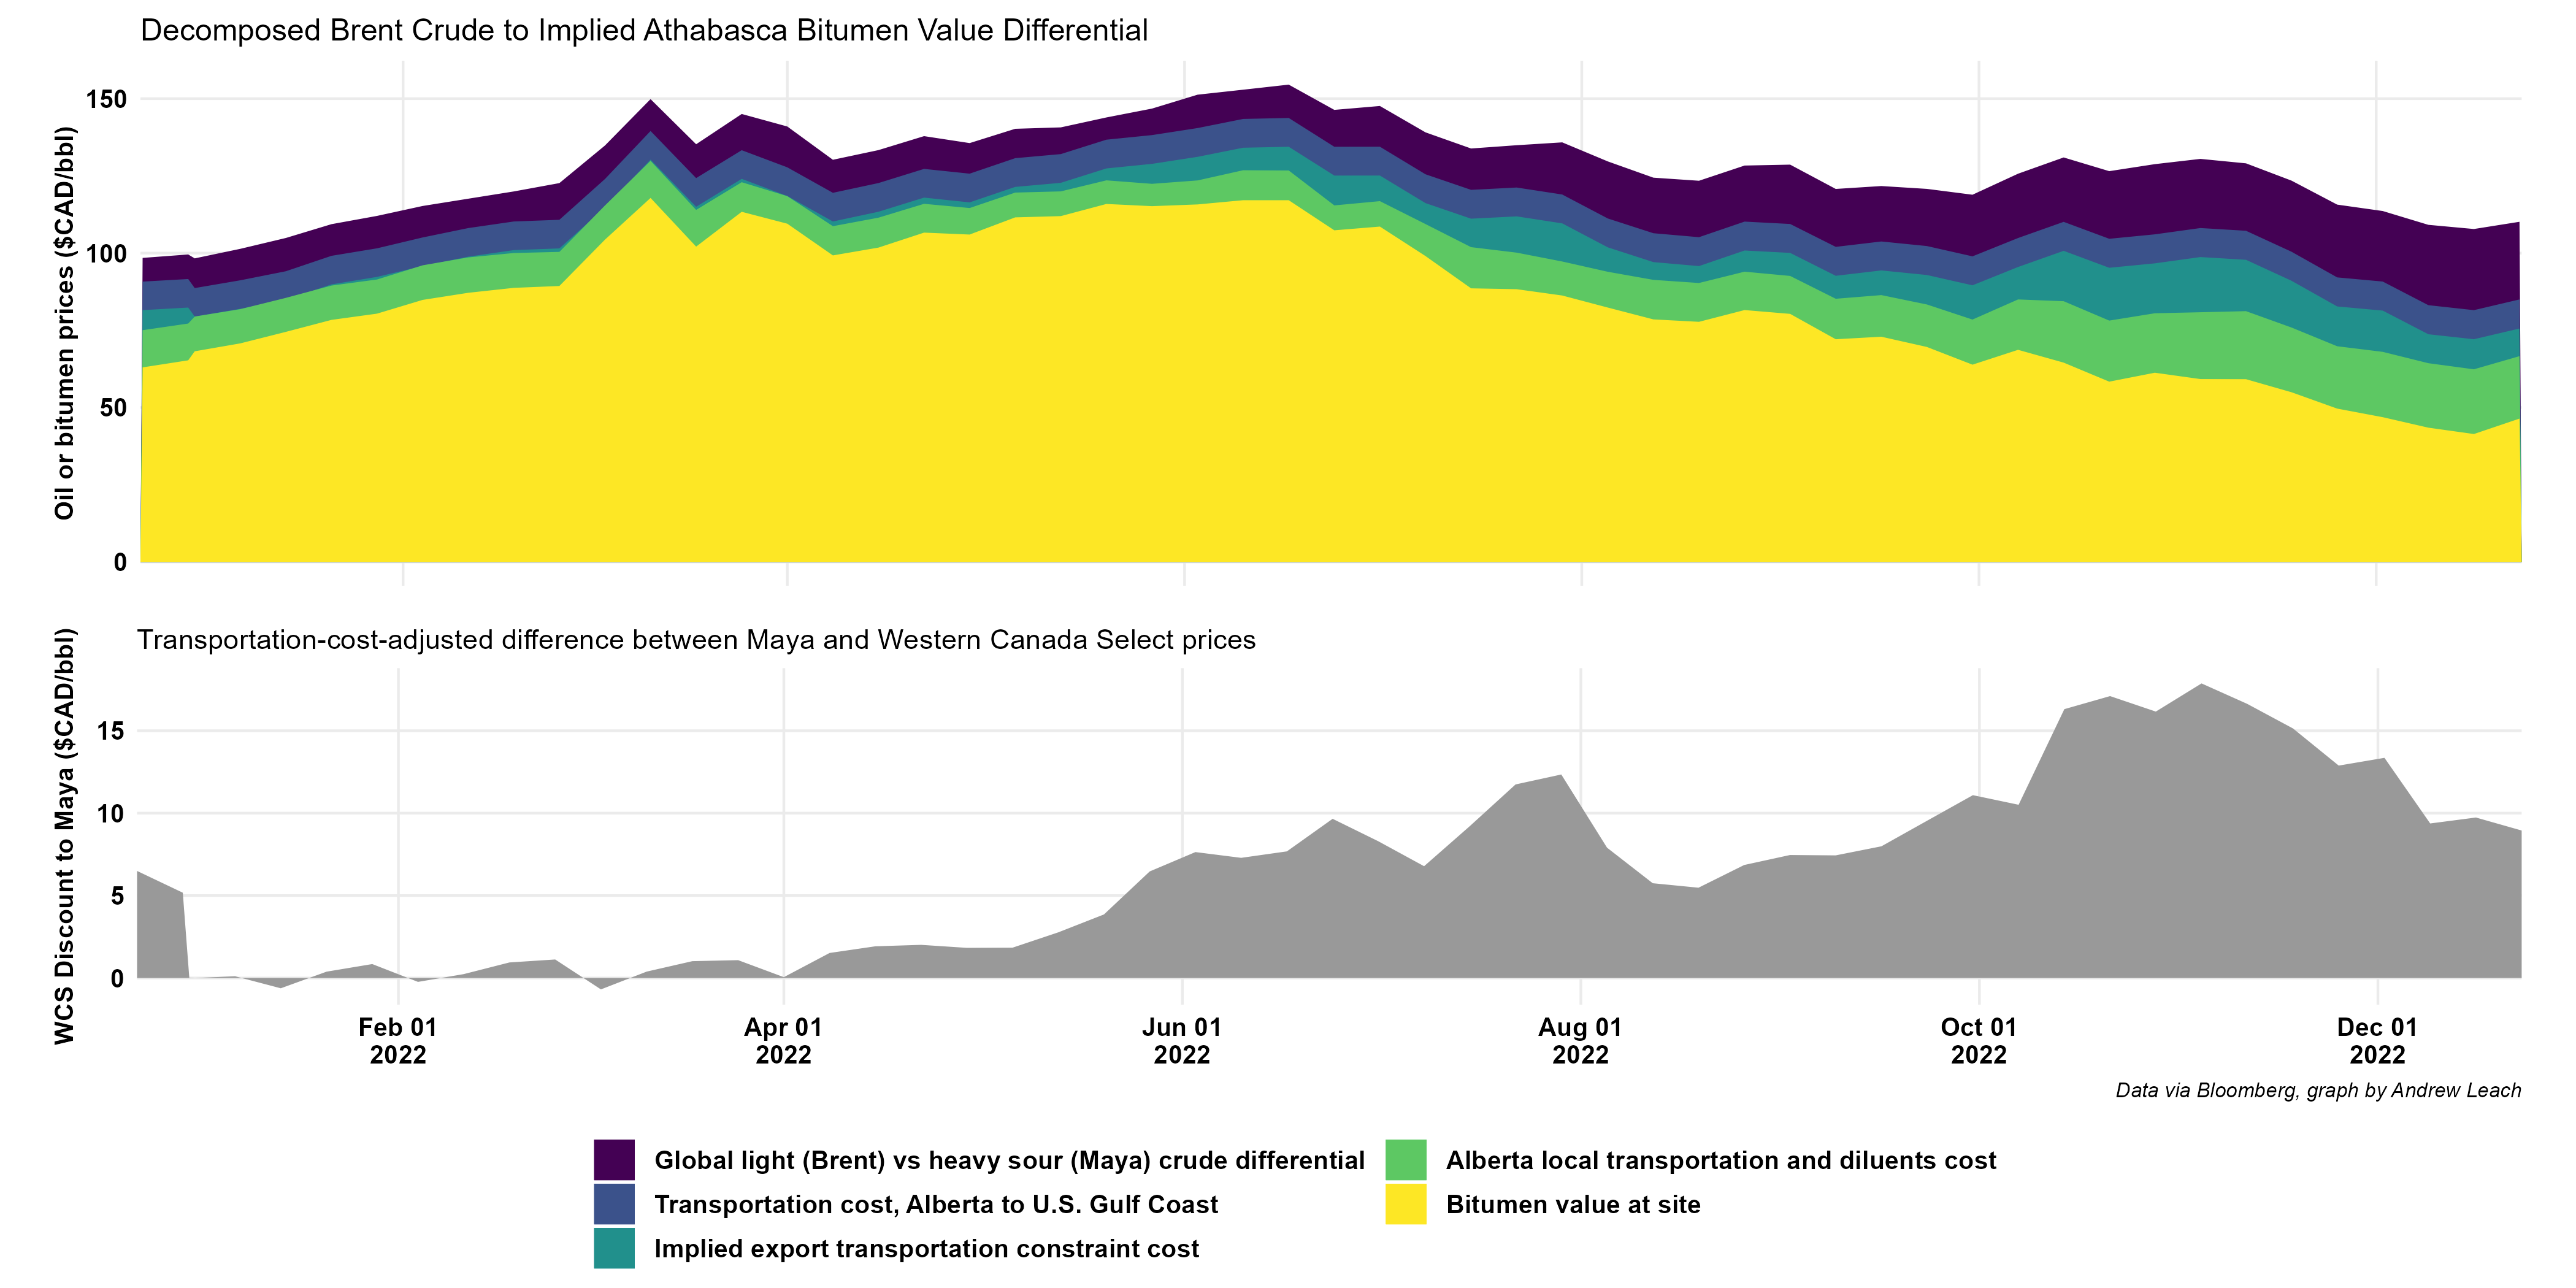 Decomposed Brent Crude to Implied Athabasca Bitumen Value Differential
Oil or bitumen prices ($CAD/bbl)
150
100
50
0
Transportation-cost-adjusted difference between Maya and Western Canada Select prices
WCS Discount to Maya ($CAD/bbl)
15
10
5
0
Feb 01 Apr 01 Jun 01 Aug 01 Oct 01 Dec 01
2022 2022 2022 2022 2022 2022
Data via Bloomberg, graph by Andrew Leach
Global light (Brent) vs heavy sour (Maya) crude differential
Transportation cost, Alberta to U.S. Gulf Coast
Implied export transportation constraint cost
Alberta local transportation and diluents cost
Bitumen value at site